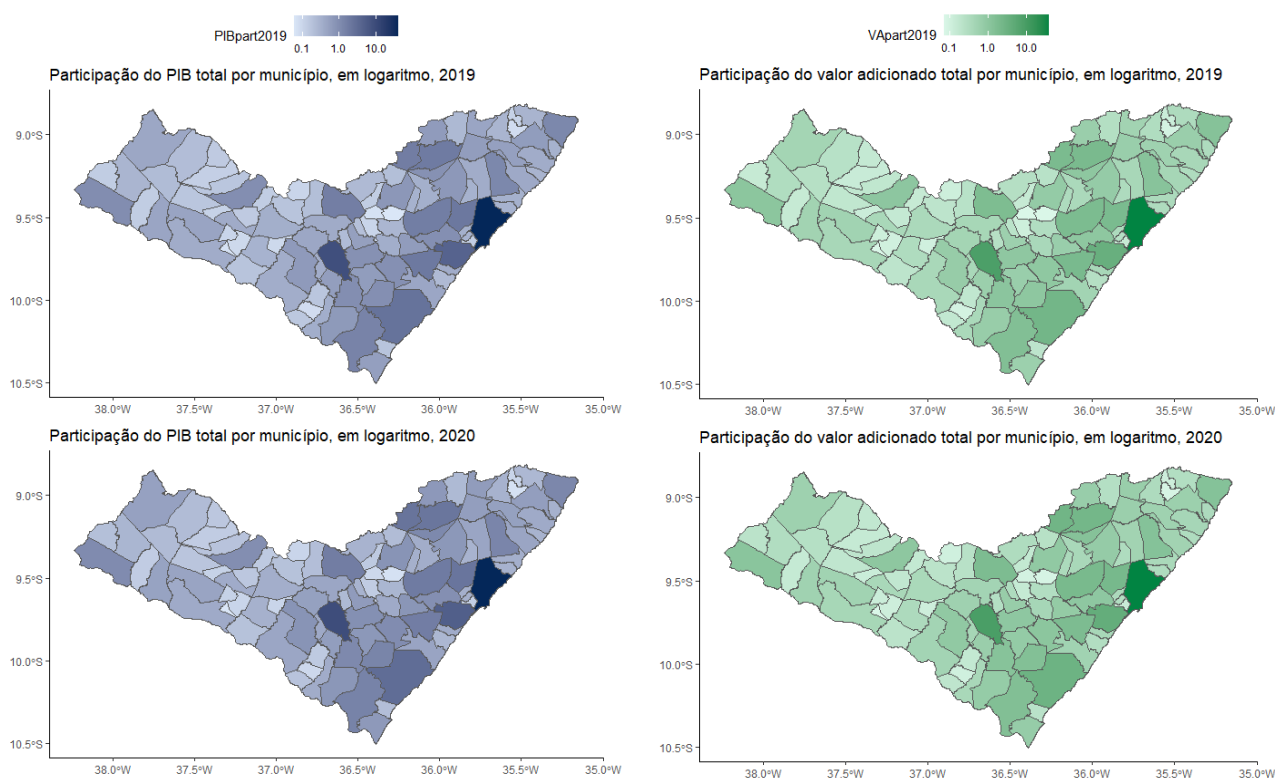 PIBpart2019
0.1 1.0 10.0
VApart2019
0.1 1.0 10.0
Participação do PIB total por município, em logaritmo, 2019
9.0°S
9.5°S
10.0°S
10.5°S
38.0°W 37.5°W 37.0°W 36.5°W 36.0°W 35.5°W 35.0°W
Participação do valor adicionado total por município, em logaritmo, 2019
9.0°S
9.5°S
10.0°S
10.5°S
38.0°W 37.5°W 37.0°W 36.5°W 36.0°W 35.5°W 35.0°W
Participação do PIB total por município, em logaritmo, 2020
9.0°S
9.5°S
10.0°S
10.5°S
38.0°W 37.5°W 37.0°W 36.5°W 36.0°W 35.5°W 35.0°W
Participação do valor adicionado total por município, em logaritmo, 2020
9.0°S
9.5°S
10.0°S
10.5°S
38.0°W 37.5°W 37.0°W 36.5°W 36.0°W 35.5°W 35.0°W